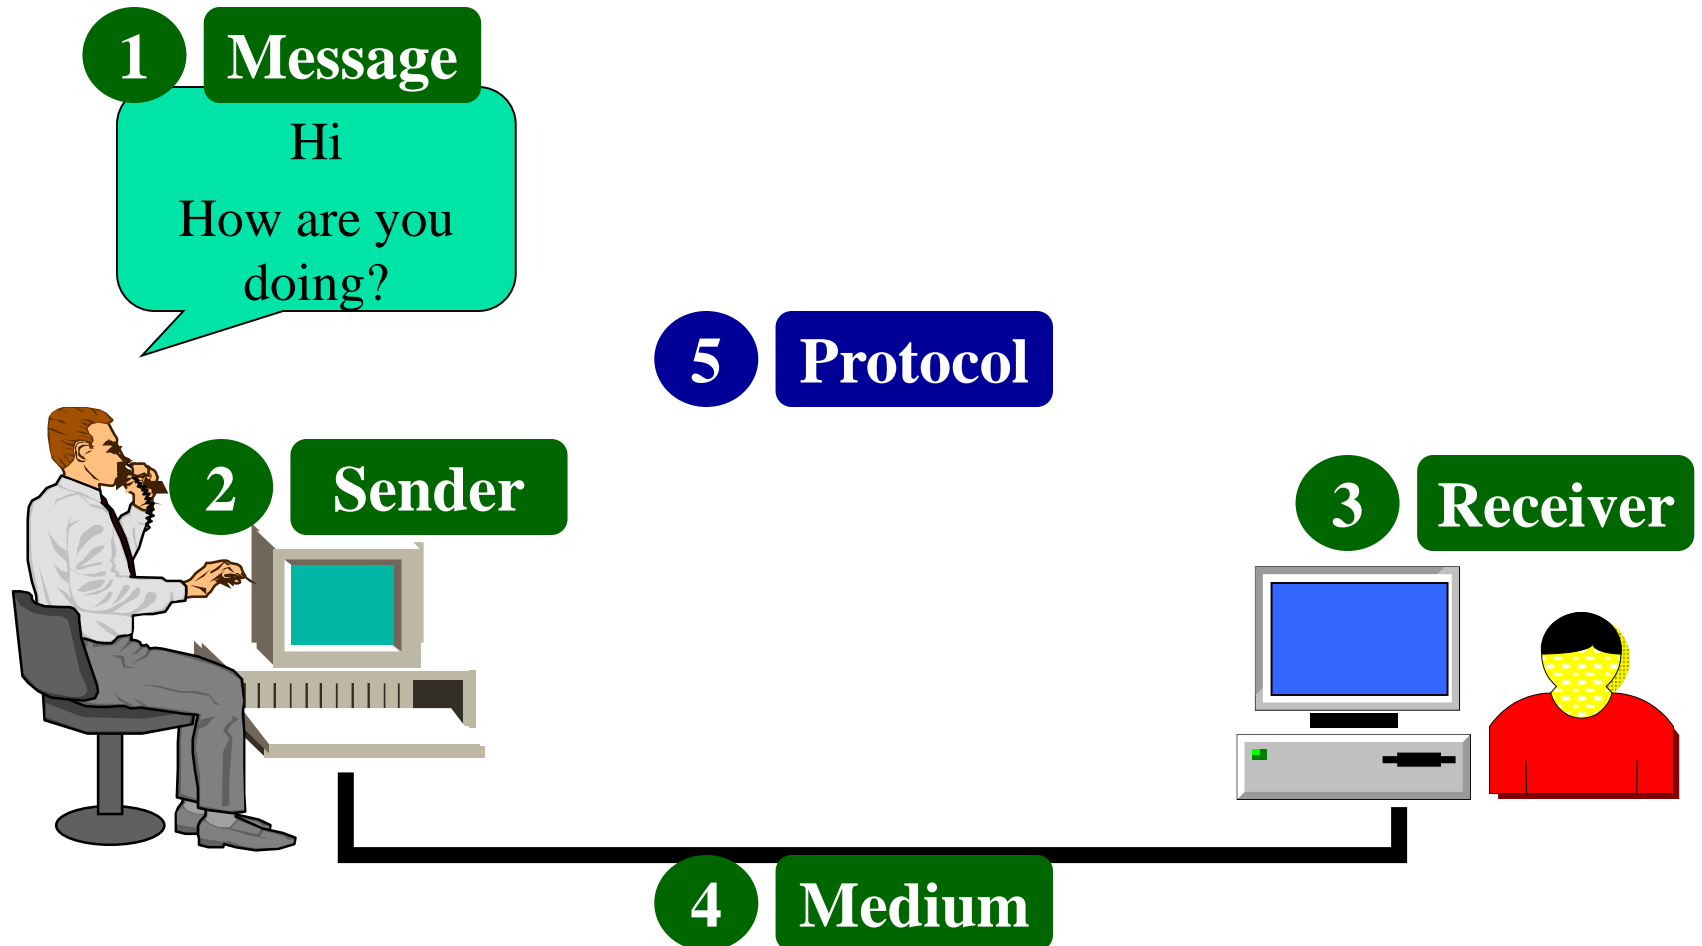 1 Message
Hi
How are you
doing?
5 Protocol
2 Sender
3 Receiver
4 Medium